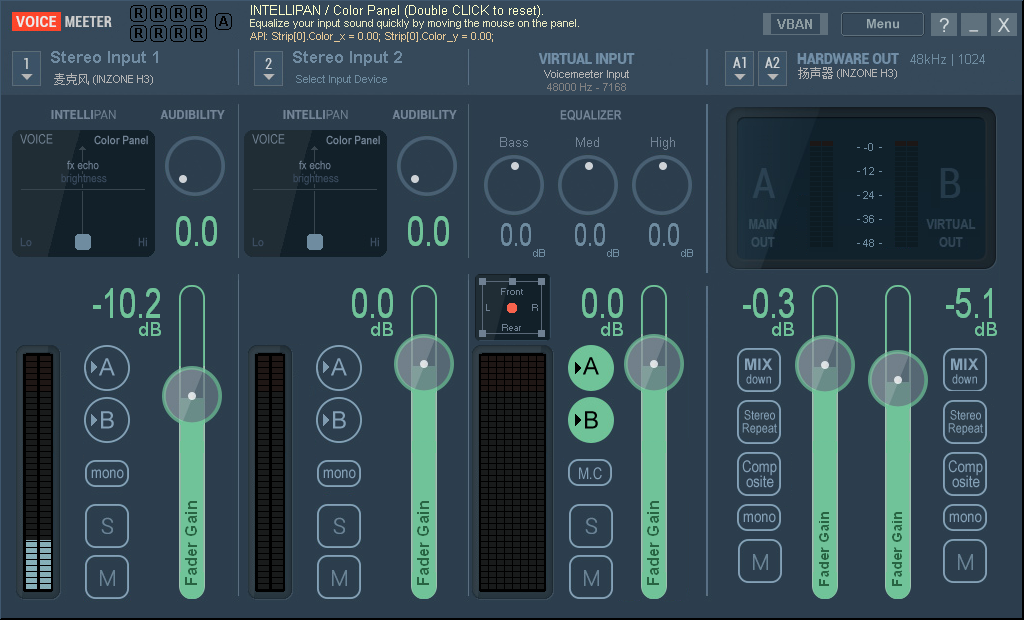 VOICE MEETER
R R R R A
R R R R
INTELLIPAN / Color Panel (Double CLICK to reset).
Equalize your input sound quickly by moving the mouse on the panel.
API: Strip[0].Color_x = 0.00; Strip[0].Color_y = 0.00;
VBAN
Menu
? _ X
1
Stereo Input 1
麦克风 (INZONE H3)
2
Stereo Input 2
Select Input Device
VIRTUAL INPUT
Voicemeeter Input
48000 Hz - 7168
A1 A2
HARDWARE OUT 48kHz | 1024
扬声器 (INZONE H3)
INTELLIPAN AUDIBILITY
VOICE Color Panel
fx echo
brightness
Lo Hi
0.0
INTELLIPAN AUDIBILITY
VOICE Color Panel
fx echo
brightness
Lo Hi
0.0
EQUALIZER
Bass Med High
0.0 0.0 0.0
dB dB dB
A
MAIN
OUT
-0-
-12-
-24-
-36-
-48-
B
VIRTUAL
OUT
-10.2
dB
A
B
mono
S
M
Fader Gain
0.0
dB
A
B
mono
S
M
Fader Gain
Front
L R
Rear
0.0
dB
A
B
M.C
S
M
Fader Gain
-0.3
dB
MIX
down
Stereo
Repeat
Comp
osite
mono
M
Fader Gain
Fader Gain
-5.1
dB
MIX
down
Stereo
Repeat
Comp
osite
mono
M